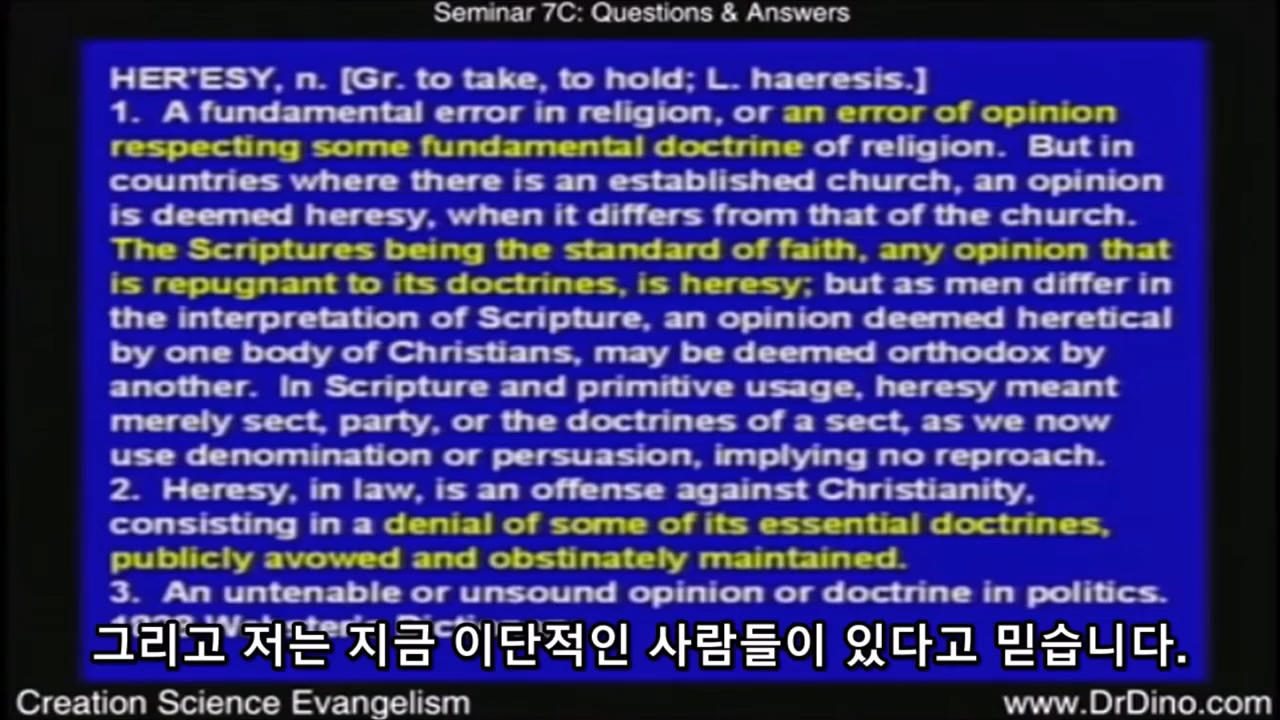 Seminar 7C: Questions & Answers
HER'ESY, n. [Gr. to take, to hold; L. haeresis.]
1. A fundamental error in religion, or an error of opinion
respecting some fundamental doctrine of religion. But in
countries where there is an established church, an opinion
is deemed heresy, when it differs from that of the church.
The Scriptures being the standard of faith, any opinion that
is repugnant to its doctrines, is heresy; but as men differ in
the interpretation of Scripture, an opinion deemed heretical
by one body of Christians, may be deemed orthodox by
another. In Scripture and primitive usage, heresy meant
merely sect, party, or the doctrines of a sect, as we now
use denomination or persuasion, implying no reproach.
2. Heresy, in law, is an offense against Christianity,
consisting in a denial of some of its essential doctrines,
publicly avowed and obstinately maintained.
3. An untenable or unsound opinion or doctrine in politics.
그리고 저는 지금 이단적인 사람들이 있다고 믿습니다.
Creation Science Evangelism
www.DrDino.com